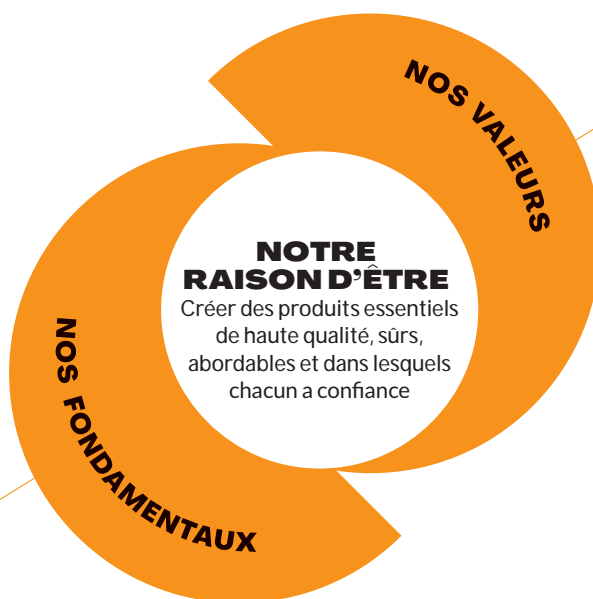 NOS VALEURS
NOTRE
RAISON D’ÊTRE
Créer des produits essentiels
de haute qualité, sûrs,
abordables et dans lesquels
chacun a confiance
NOS FONDAMENTAUX